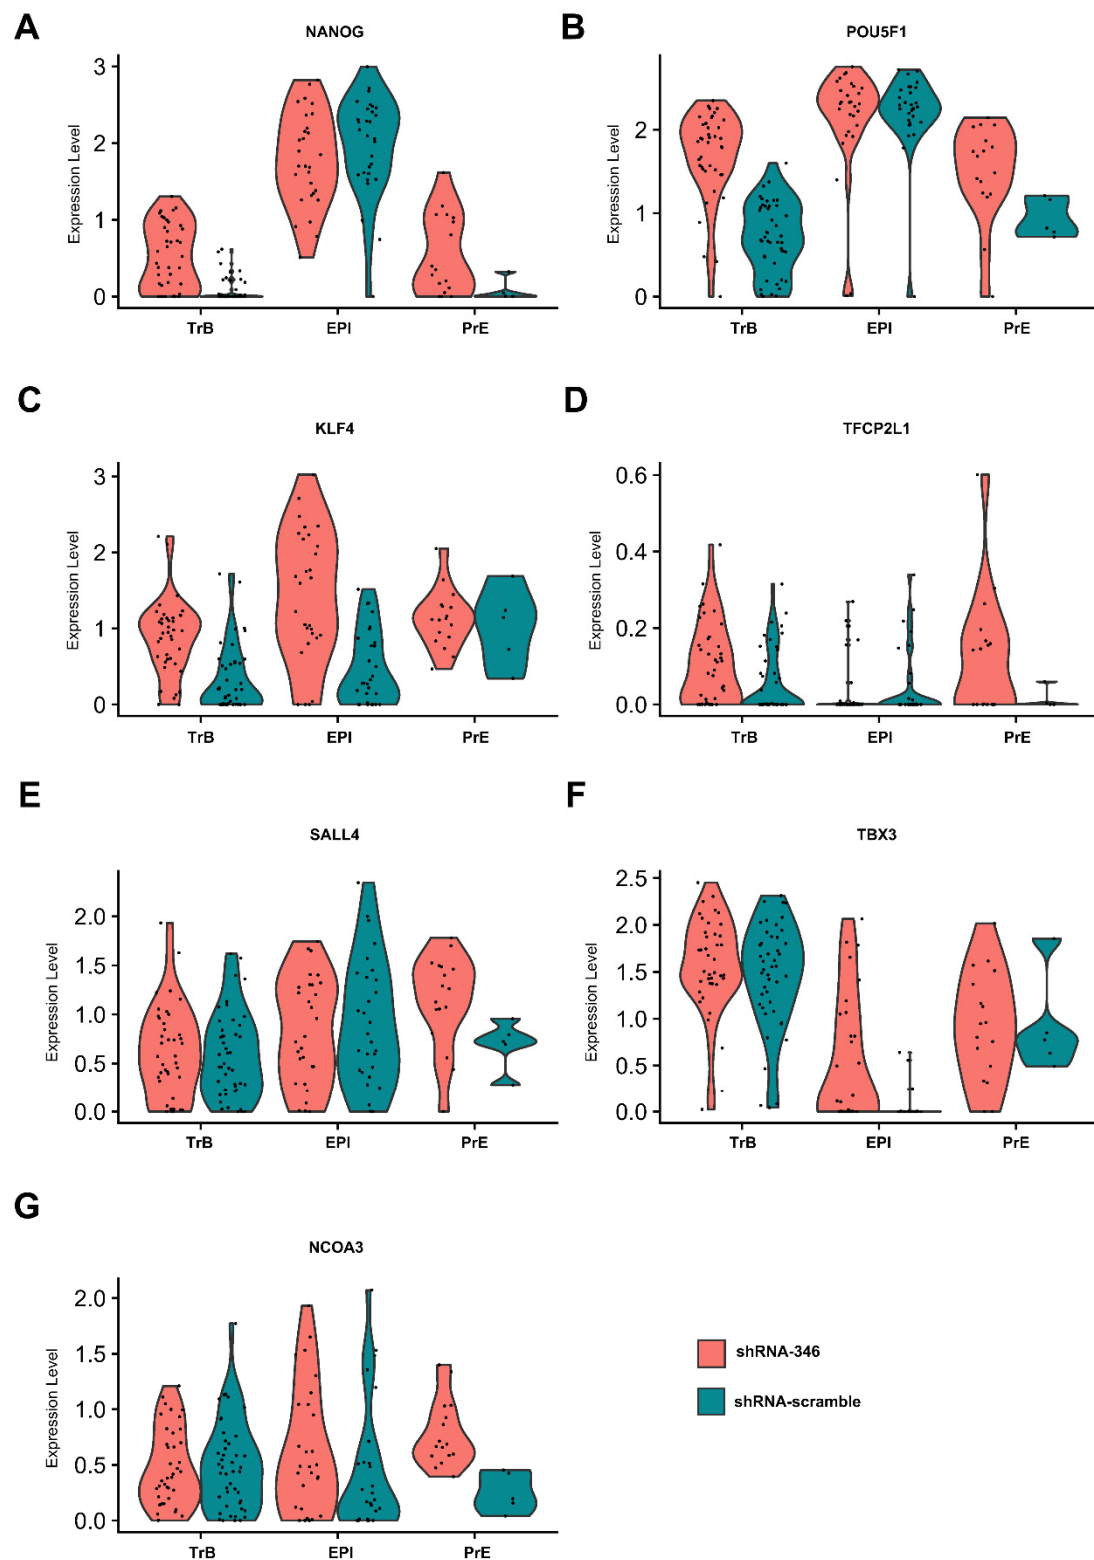 A
NANOG
Expression Level
3
2
1
0
TrB EPI PrE
B
POU5F1
Expression Level
2
1
0
TrB EPI PrE
C
KLF4
Expression Level
3
2
1
0
TrB EPI PrE
D
TFCP2L1
Expression Level
0.6
0.4
0.2
0.0
TrB EPI PrE
E
SALL4
Expression Level
2.0
1.5
1.0
0.5
0.0
TrB EPI PrE
F
TBX3
Expression Level
2.5
2.0
1.5
1.0
0.5
0.0
TrB EPI PrE
G
NCOA3
Expression Level
2.0
1.5
1.0
0.5
0.0
TrB EPI PrE
shRNA-346
shRNA-scramble